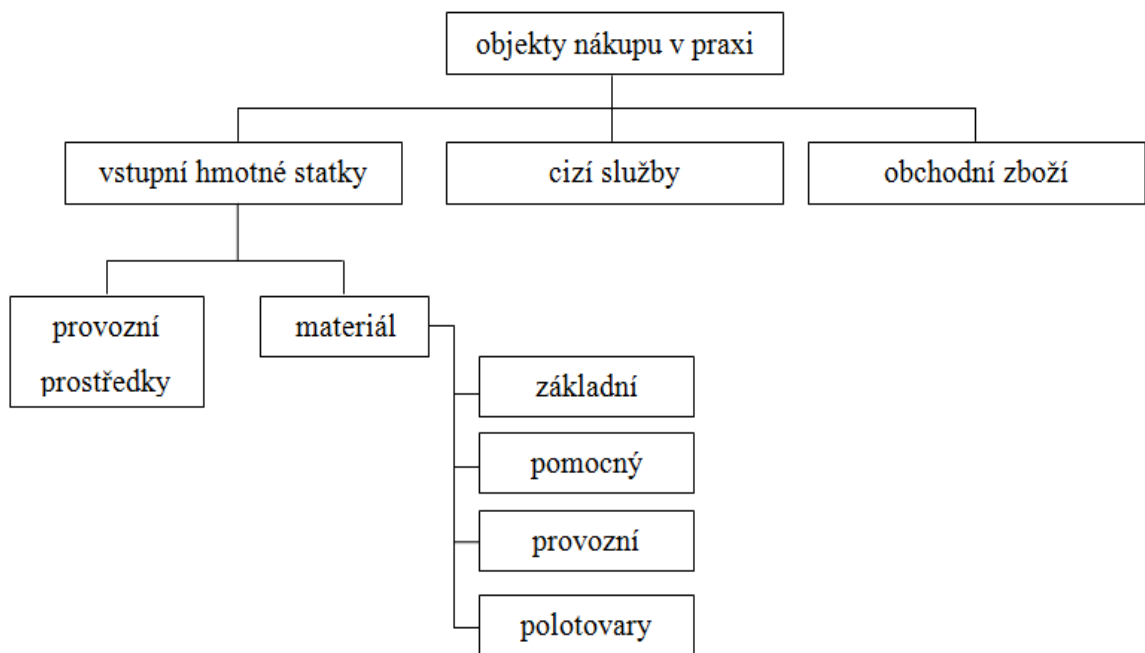 objekty nákupu v praxi
vstupní hmotné statky
cizí služby
obchodní zboží
provozní
prostředky
materiál
základní
pomocný
provozní
polotovary